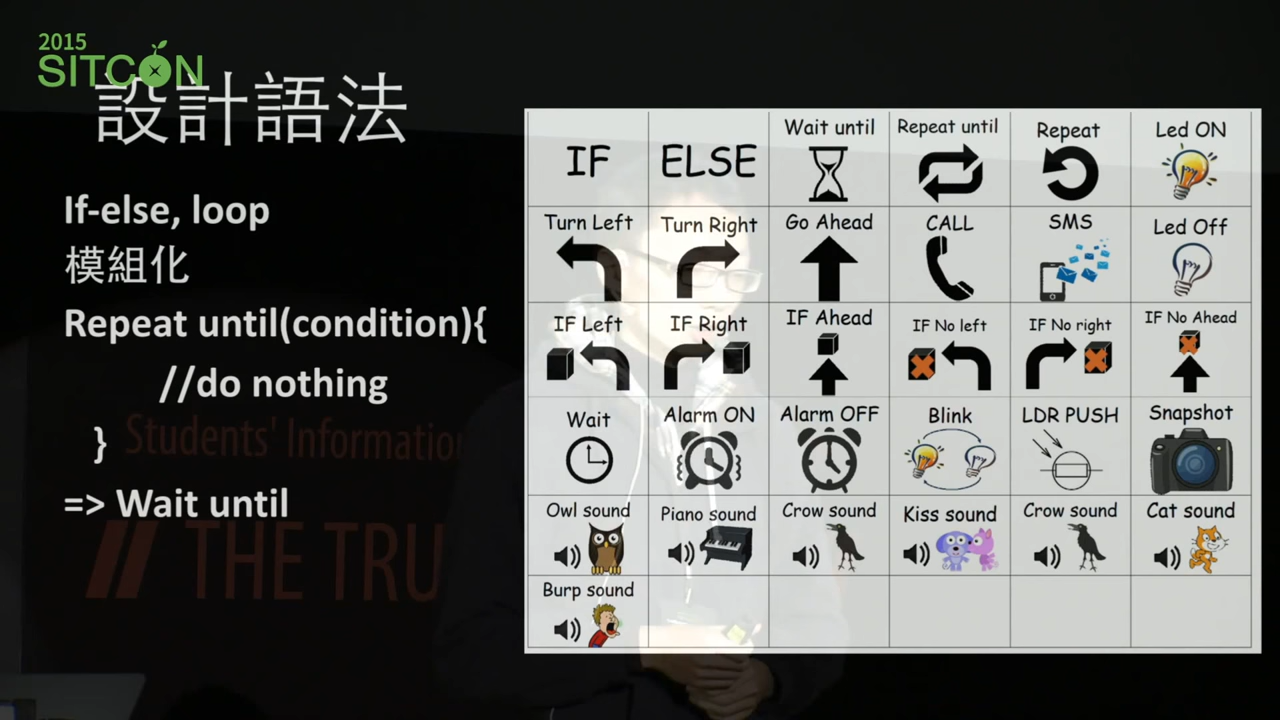 2015
SITCON
設計語法
If-else, loop
模組化
Repeat until(condition){
//do nothing
}
=> Wait until
IF
ELSE
Wait until
Repeat until
Repeat
Led ON
Turn Left
Turn Right
Go Ahead
CALL
SMS
Led Off
IF Left
IF Right
IF Ahead
IF No left
IF No right
IF No Ahead
Wait
Alarm ON
Alarm OFF
Blink
LDR PUSH
Snapshot
Owl sound
Piano sound
Crow sound
Kiss sound
Crow sound
Cat sound
Burp sound
Students' Information
// THE TRU